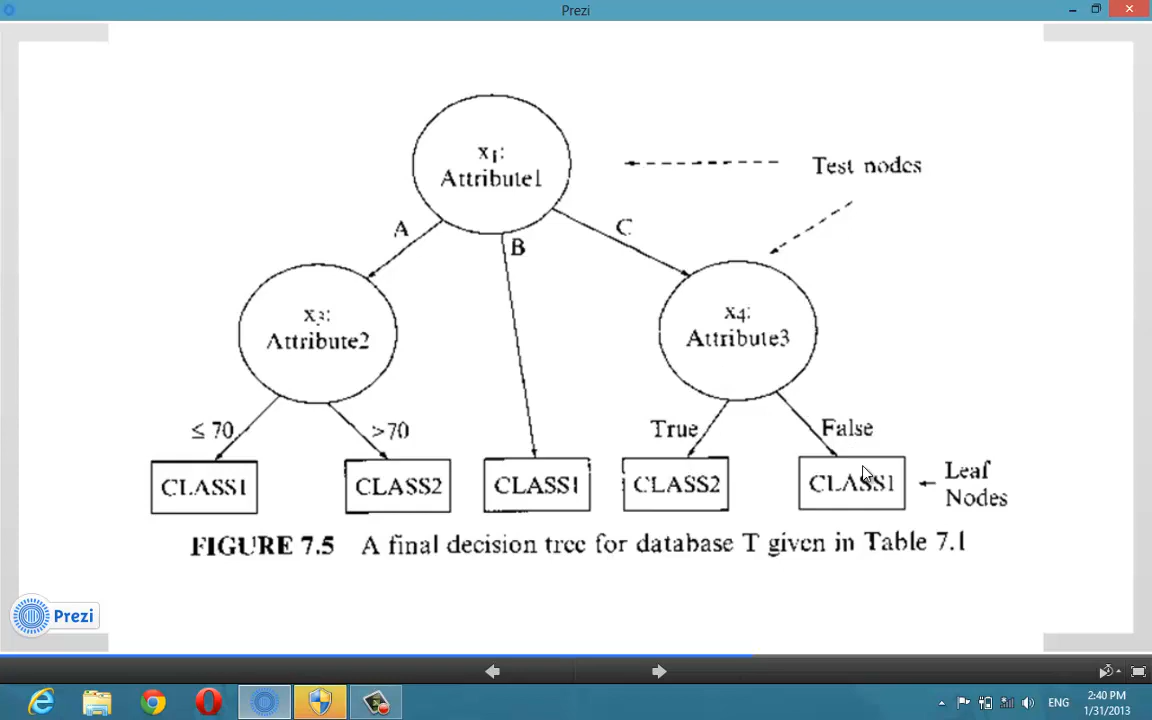 Prezi
x1:
Attribute1
Test nodes
A
B
C
x3:
Attribute2
x4:
Attribute3
≤ 70
>70
True
False
CLASS1
CLASS2
CLASS1
CLASS2
CLASS1
Leaf
Nodes
FIGURE 7.5 A final decision tree for database T given in Table 7.1
Prezi
ENG
2:40 PM
1/31/2013